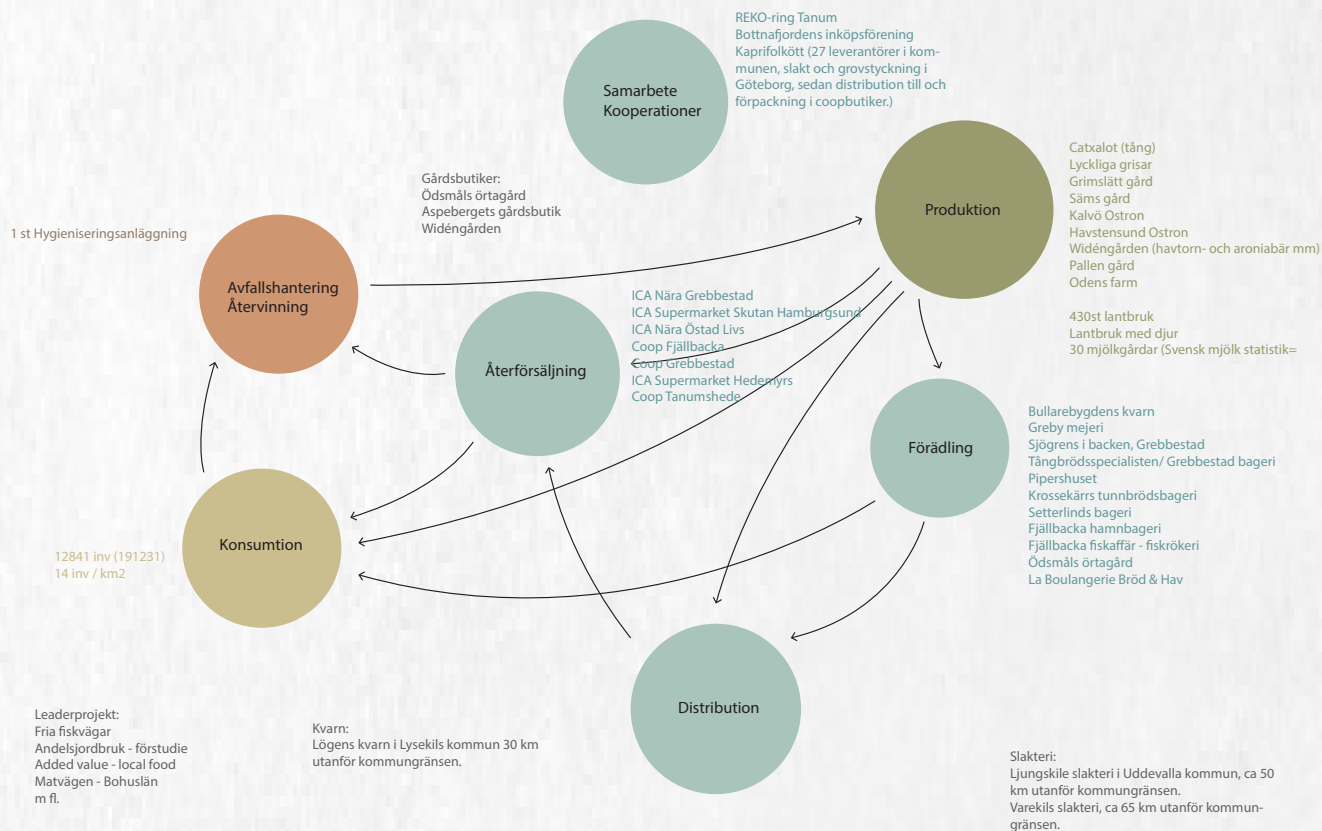 REKO-ring Tanum
Bottnafjordens inköpsförening
Kaprifolkött (27 leverantörer i kom-
munen, slakt och grovstyckning i
Göteborg, sedan distribution till och
förpackning i coopbutiker.)
Samarbete
Kooperationer
Produktion
Catxalot (tång)
Lyckliga grisar
Grimslätt gård
Säms gård
Kalvö Ostron
Havstensund Ostron
Widéngården (havtorn- och aroniabär mm)
Pallen gård
Odens farm
430st lantbruk
Lantbruk med djur
30 mjölkgårdar (Svensk mjölk statistik=
Gårdsbutiker:
Ödsmåls örtagård
Aspebergets gårdsbutik
Widéngården
1 st Hygieniseringsanläggning
Avfallshantering
Återvinning
Återförsäljning
ICA Nära Grebbestad
ICA Supermarket Skutan Hamburgsund
ICA Nära Östad Livs
Coop Fjällbacka
Coop Grebbestad
ICA Supermarket Hedemyrs
Coop Tanumshede
Förädling
Bullarebygdens kvarn
Greby mejeri
Sjögrens i backen, Grebbestad
Tångbrödsspecialisten/ Grebbestad bageri
Pipershuset
Krossekärrs tunnbrödsbageri
Setterlinds bageri
Fjällbacka hamnbageri
Fjällbacka fiskaffär - fiskrökeri
Ödsmåls örtagård
La Boulangerie Bröd & Hav
Konsumtion
12841 inv (191231)
14 inv / km2
Distribution
Leaderprojekt:
Fria fiskvägar
Andelsjordbruk - förstudie
Added value - local food
Matvägen - Bohuslän
m fl.
Kvarn:
Lögens kvarn i Lysekils kommun 30 km
utanför kommungränsen.
Slakteri:
Ljungskile slakteri i Uddevalla kommun, ca 50
km utanför kommungränsen.
Varekils slakteri, ca 65 km utanför kommun-
gränsen.